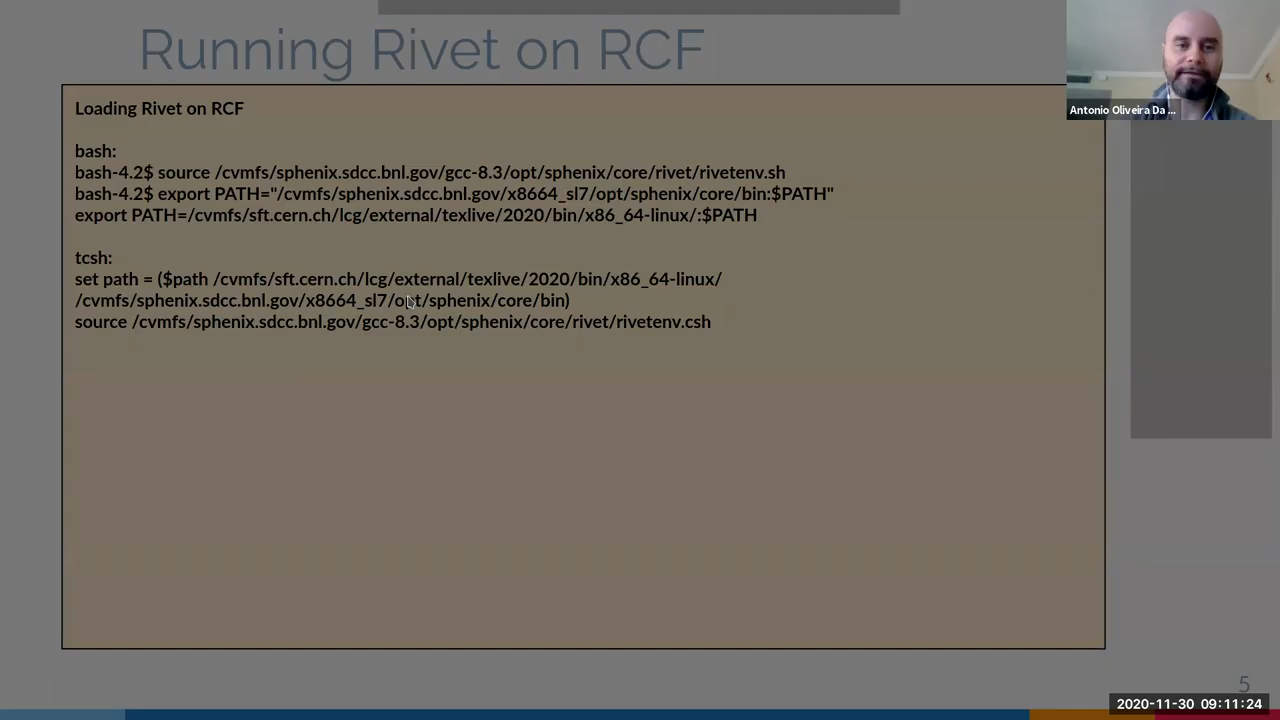 Running Rivet on RCF
Loading Rivet on RCF
bash:
bash-4.2$ source /cvmfs/sphenix.sdcc.bnl.gov/gcc-8.3/opt/sphenix/core/rivet/rivetenv.sh
bash-4.2$ export PATH="/cvmfs/sphenix.sdcc.bnl.gov/x8664_sl7/opt/sphenix/core/bin:$PATH"
export PATH=/cvmfs/sft.cern.ch/lcg/external/texlive/2020/bin/x86_64-linux/:$PATH
tcsh:
set path = ($path /cvmfs/sft.cern.ch/lcg/external/texlive/2020/bin/x86_64-linux/
/cvmfs/sphenix.sdcc.bnl.gov/x8664_sl7/opt/sphenix/core/bin)
source /cvmfs/sphenix.sdcc.bnl.gov/gcc-8.3/opt/sphenix/core/rivet/rivetenv.csh
Antonio Oliveira Da ...
5
2020-11-30 09:11:24